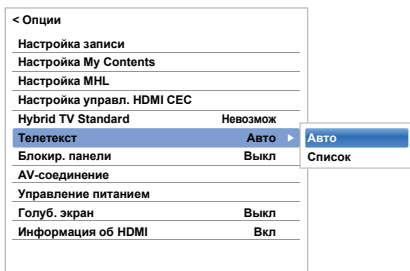 < Опции
Настройка записи
Настройка My Contents
Настройка MHL
Настройка управл. HDMI CEC
Hybrid TV Standard Невозмож
Телетекст Авто ▶ Авто
Блокир. панели Выкл Список
AV-соединение
Управление питанием
Голуб. экран Выкл
Информация об HDMI Вкл